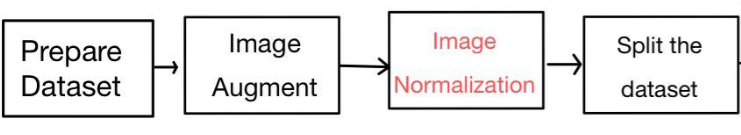 Prepare
Dataset
Image
Augment
Image
Normalization
Split the
dataset